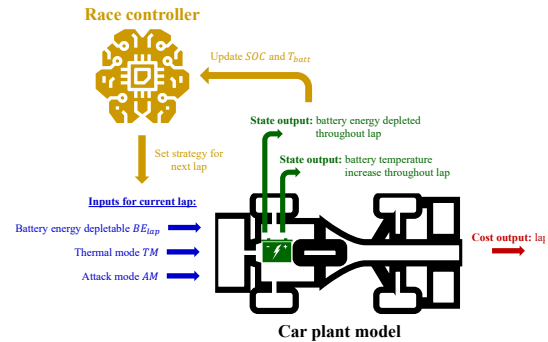 Race controller
Update SOC and T_batt
State output: battery energy depleted
throughout lap
Set strategy for
next lap
State output: battery temperature
increase throughout lap
Inputs for current lap:
Battery energy depletable BE_lap
Thermal mode TM
Attack mode AM
Cost output: lap
Car plant model